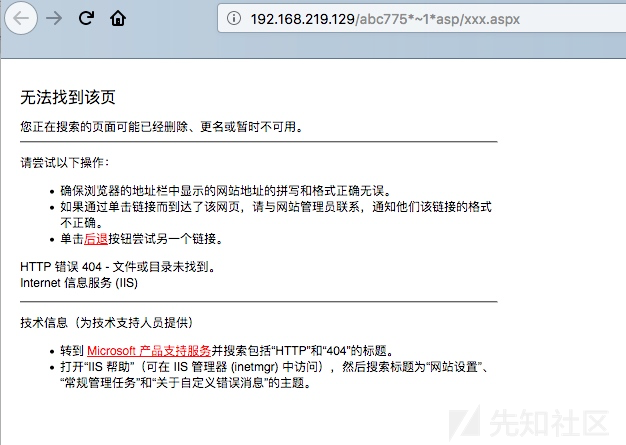 192.168.219.129/abc775*~1*asp/xxx.aspx
无法找到该页
您正在搜索的页面可能已经删除、更名或暂时不可用。
请尝试以下操作：
确保浏览器的地址栏中显示的网站地址的拼写和格式正确无误。
如果通过单击链接而到达了该网页，请与网站管理员联系，通知他们该链接的格式
不正确。
单击后退按钮尝试另一个链接。
HTTP 错误 404 - 文件或目录未找到。
Internet 信息服务 (IIS)
技术信息（为技术支持人员提供）
转到 Microsoft 产品支持服务并搜索包括“HTTP”和“404”的标题。
打开“IIS 帮助”（可在 IIS 管理器 (inetmgr) 中访问），然后搜索标题为“网站设置”、
“常规管理任务”和“关于自定义错误消息”的主题。
先知社区